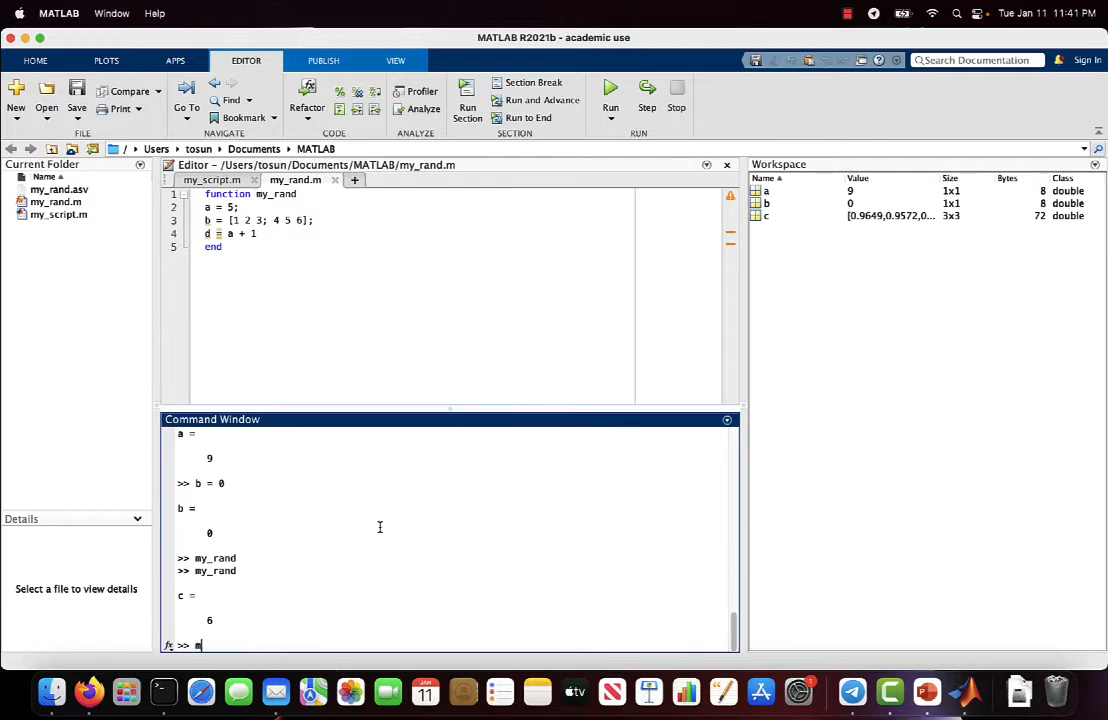 MATLAB Window Help Tue Jan 11 11:41 PM
MATLAB R2021b - academic use
HOME PLOTS APPS EDITOR PUBLISH VIEW Search Documentation Sign In
New Open Save Compare Print Go To Find Bookmark Refactor Profiler Analyze Run Section Section Break Run and Advance Run to End Run Step Stop
FILE NAVIGATE CODE ANALYZE SECTION RUN
/ Users tosun Documents MATLAB
Current Folder
Name
my_rand.asv
my_rand.m
my_script.m
Details
Select a file to view details
Editor - /Users/tosun/Documents/MATLAB/my_rand.m
my_script.m my_rand.m
1 function my_rand
2 a = 5;
3 b = [1 2 3; 4 5 6];
4 d = a + 1
5 end
Command Window
a =
9
>> b = 0
b =
0
>> my_rand
>> my_rand
c =
6
fx >> m
Workspace
Name Value Size Bytes Class
a 9 1x1 8 double
b 0 1x1 8 double
c [0.9649,0.9572,0... 3x3 72 double
JAN
11
tv
1